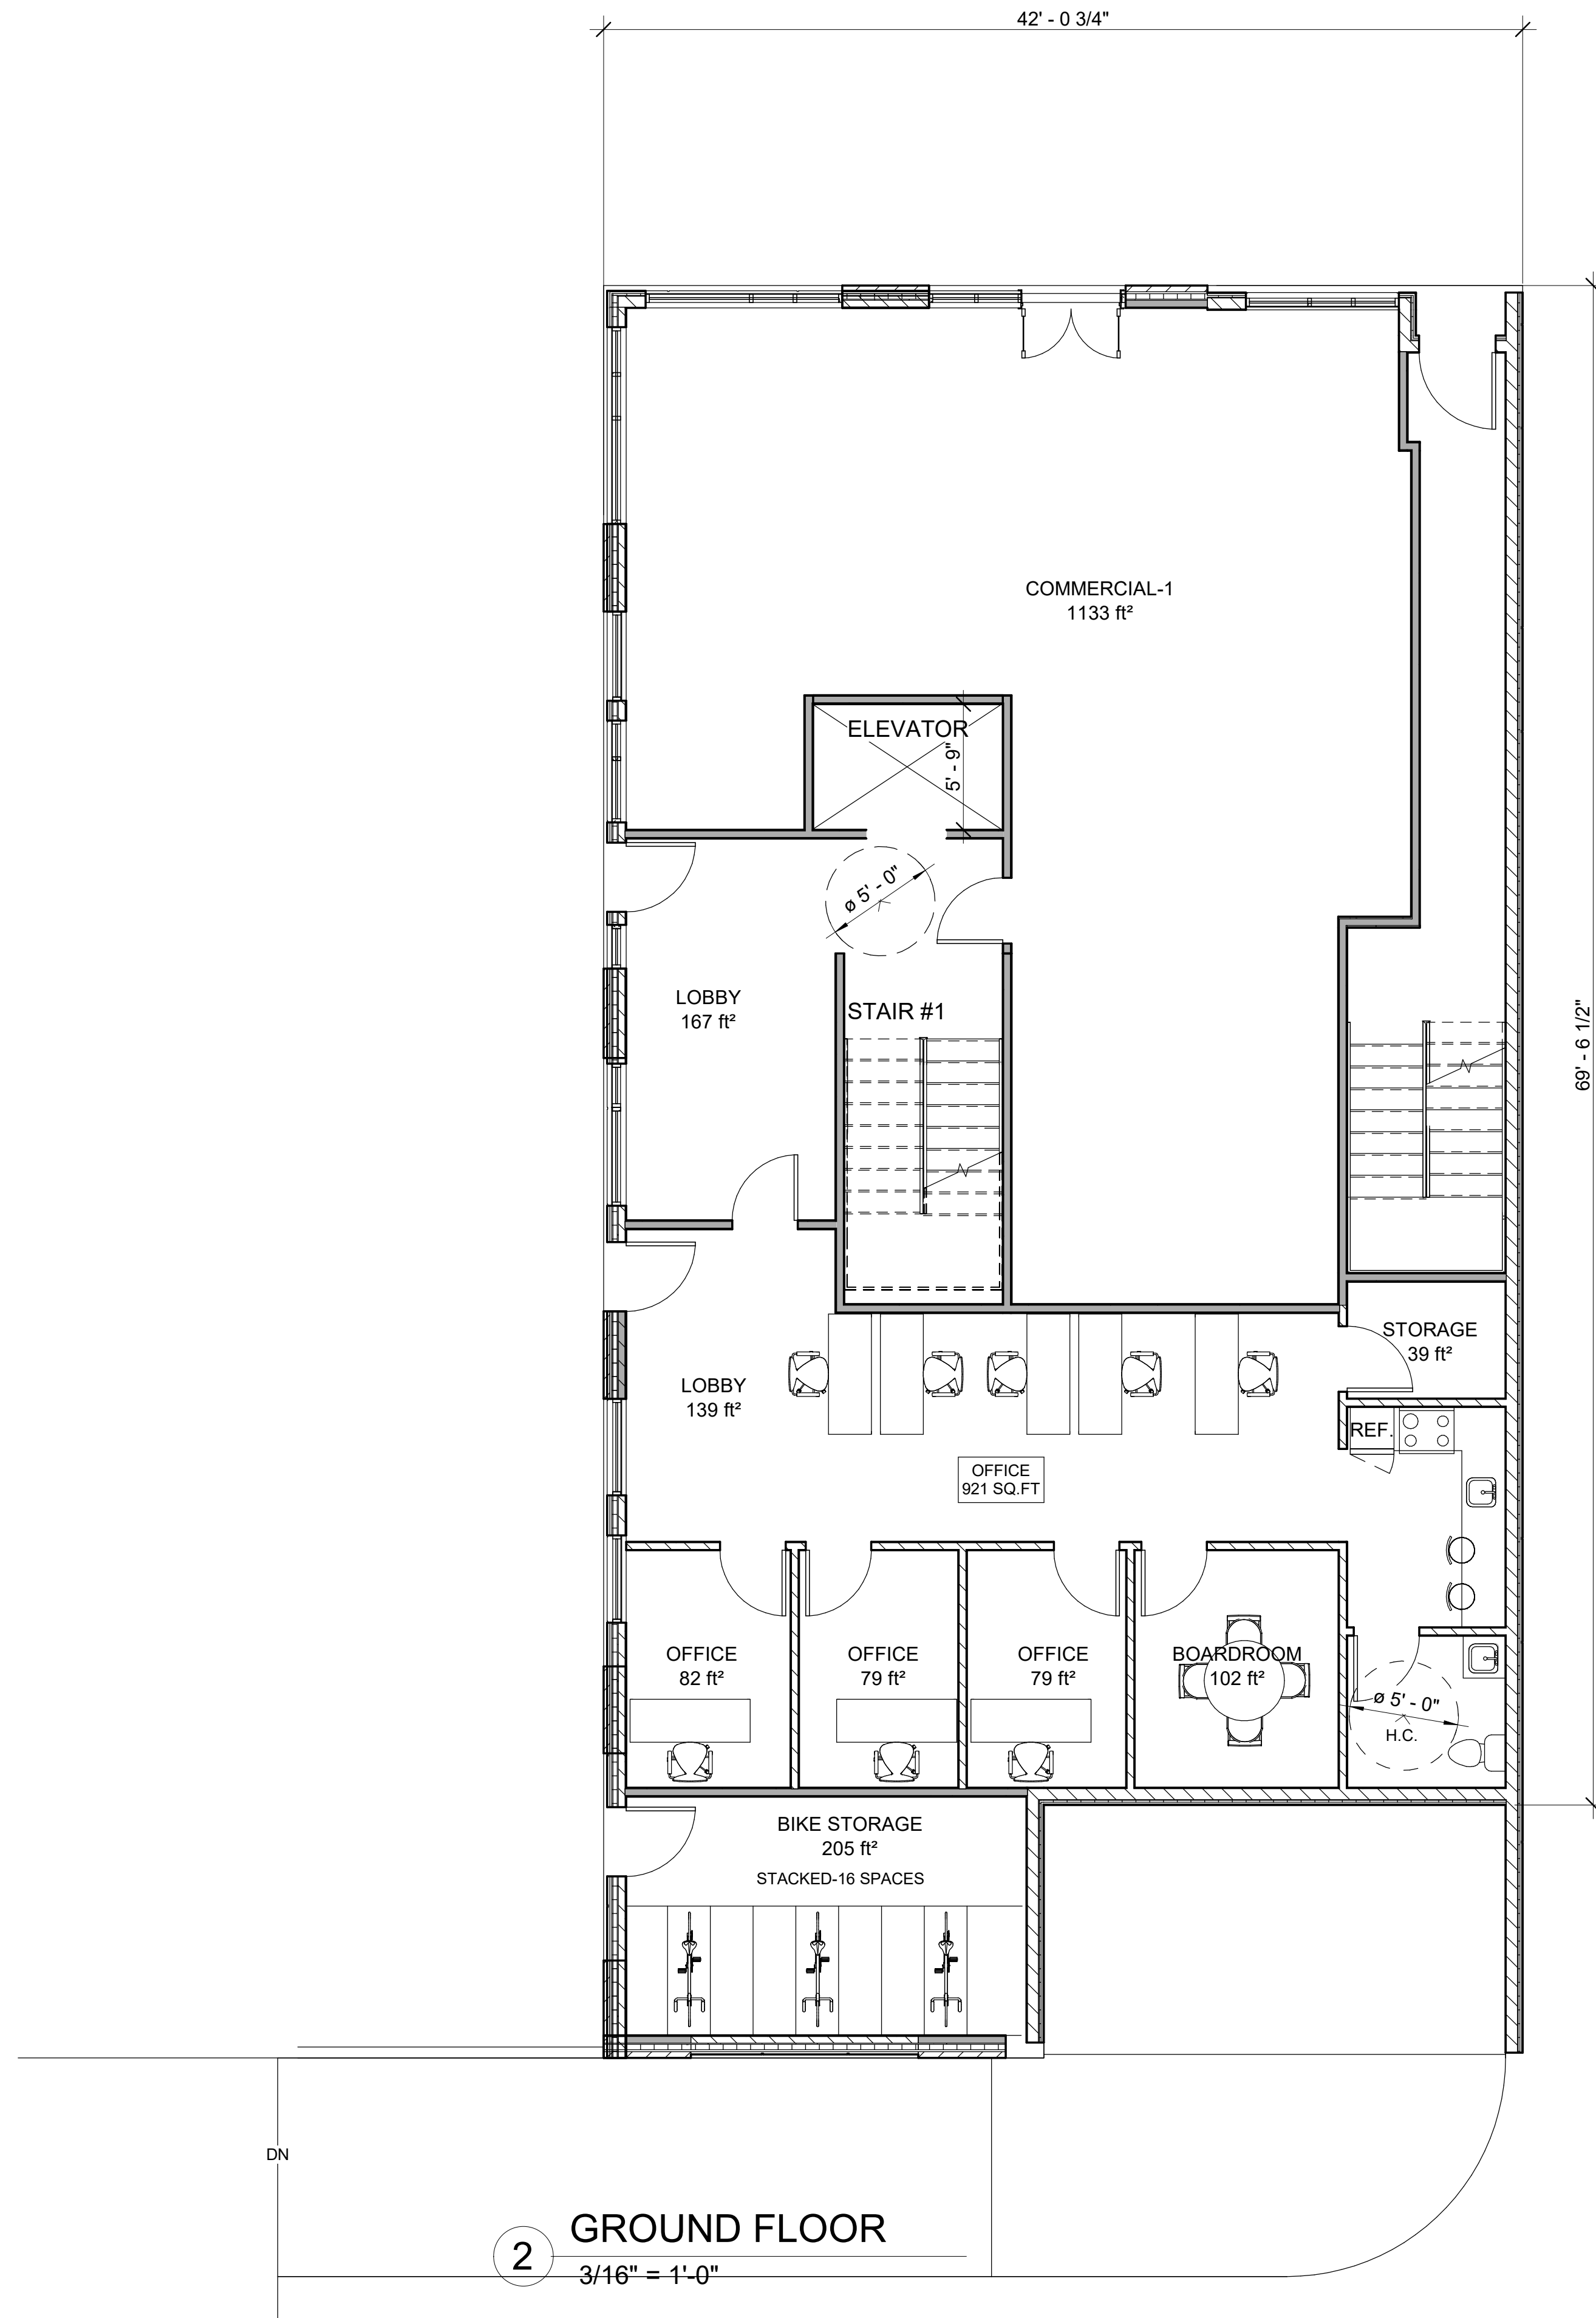 42' - 0 3/4"
COMMERCIAL-1
1133 ft²
ELEVATOR
5' - 9"
ø 5' - 0"
LOBBY
167 ft²
STAIR #1
69' - 6 1/2"
STORAGE
39 ft²
LOBBY
139 ft²
REF.
OFFICE
921 SQ.FT
OFFICE
82 ft²
OFFICE
79 ft²
OFFICE
79 ft²
BOARDROOM
102 ft²
ø 5' - 0"
H.C.
BIKE STORAGE
205 ft²
STACKED-16 SPACES
DN
2
GROUND FLOOR
3/16" = 1'-0"